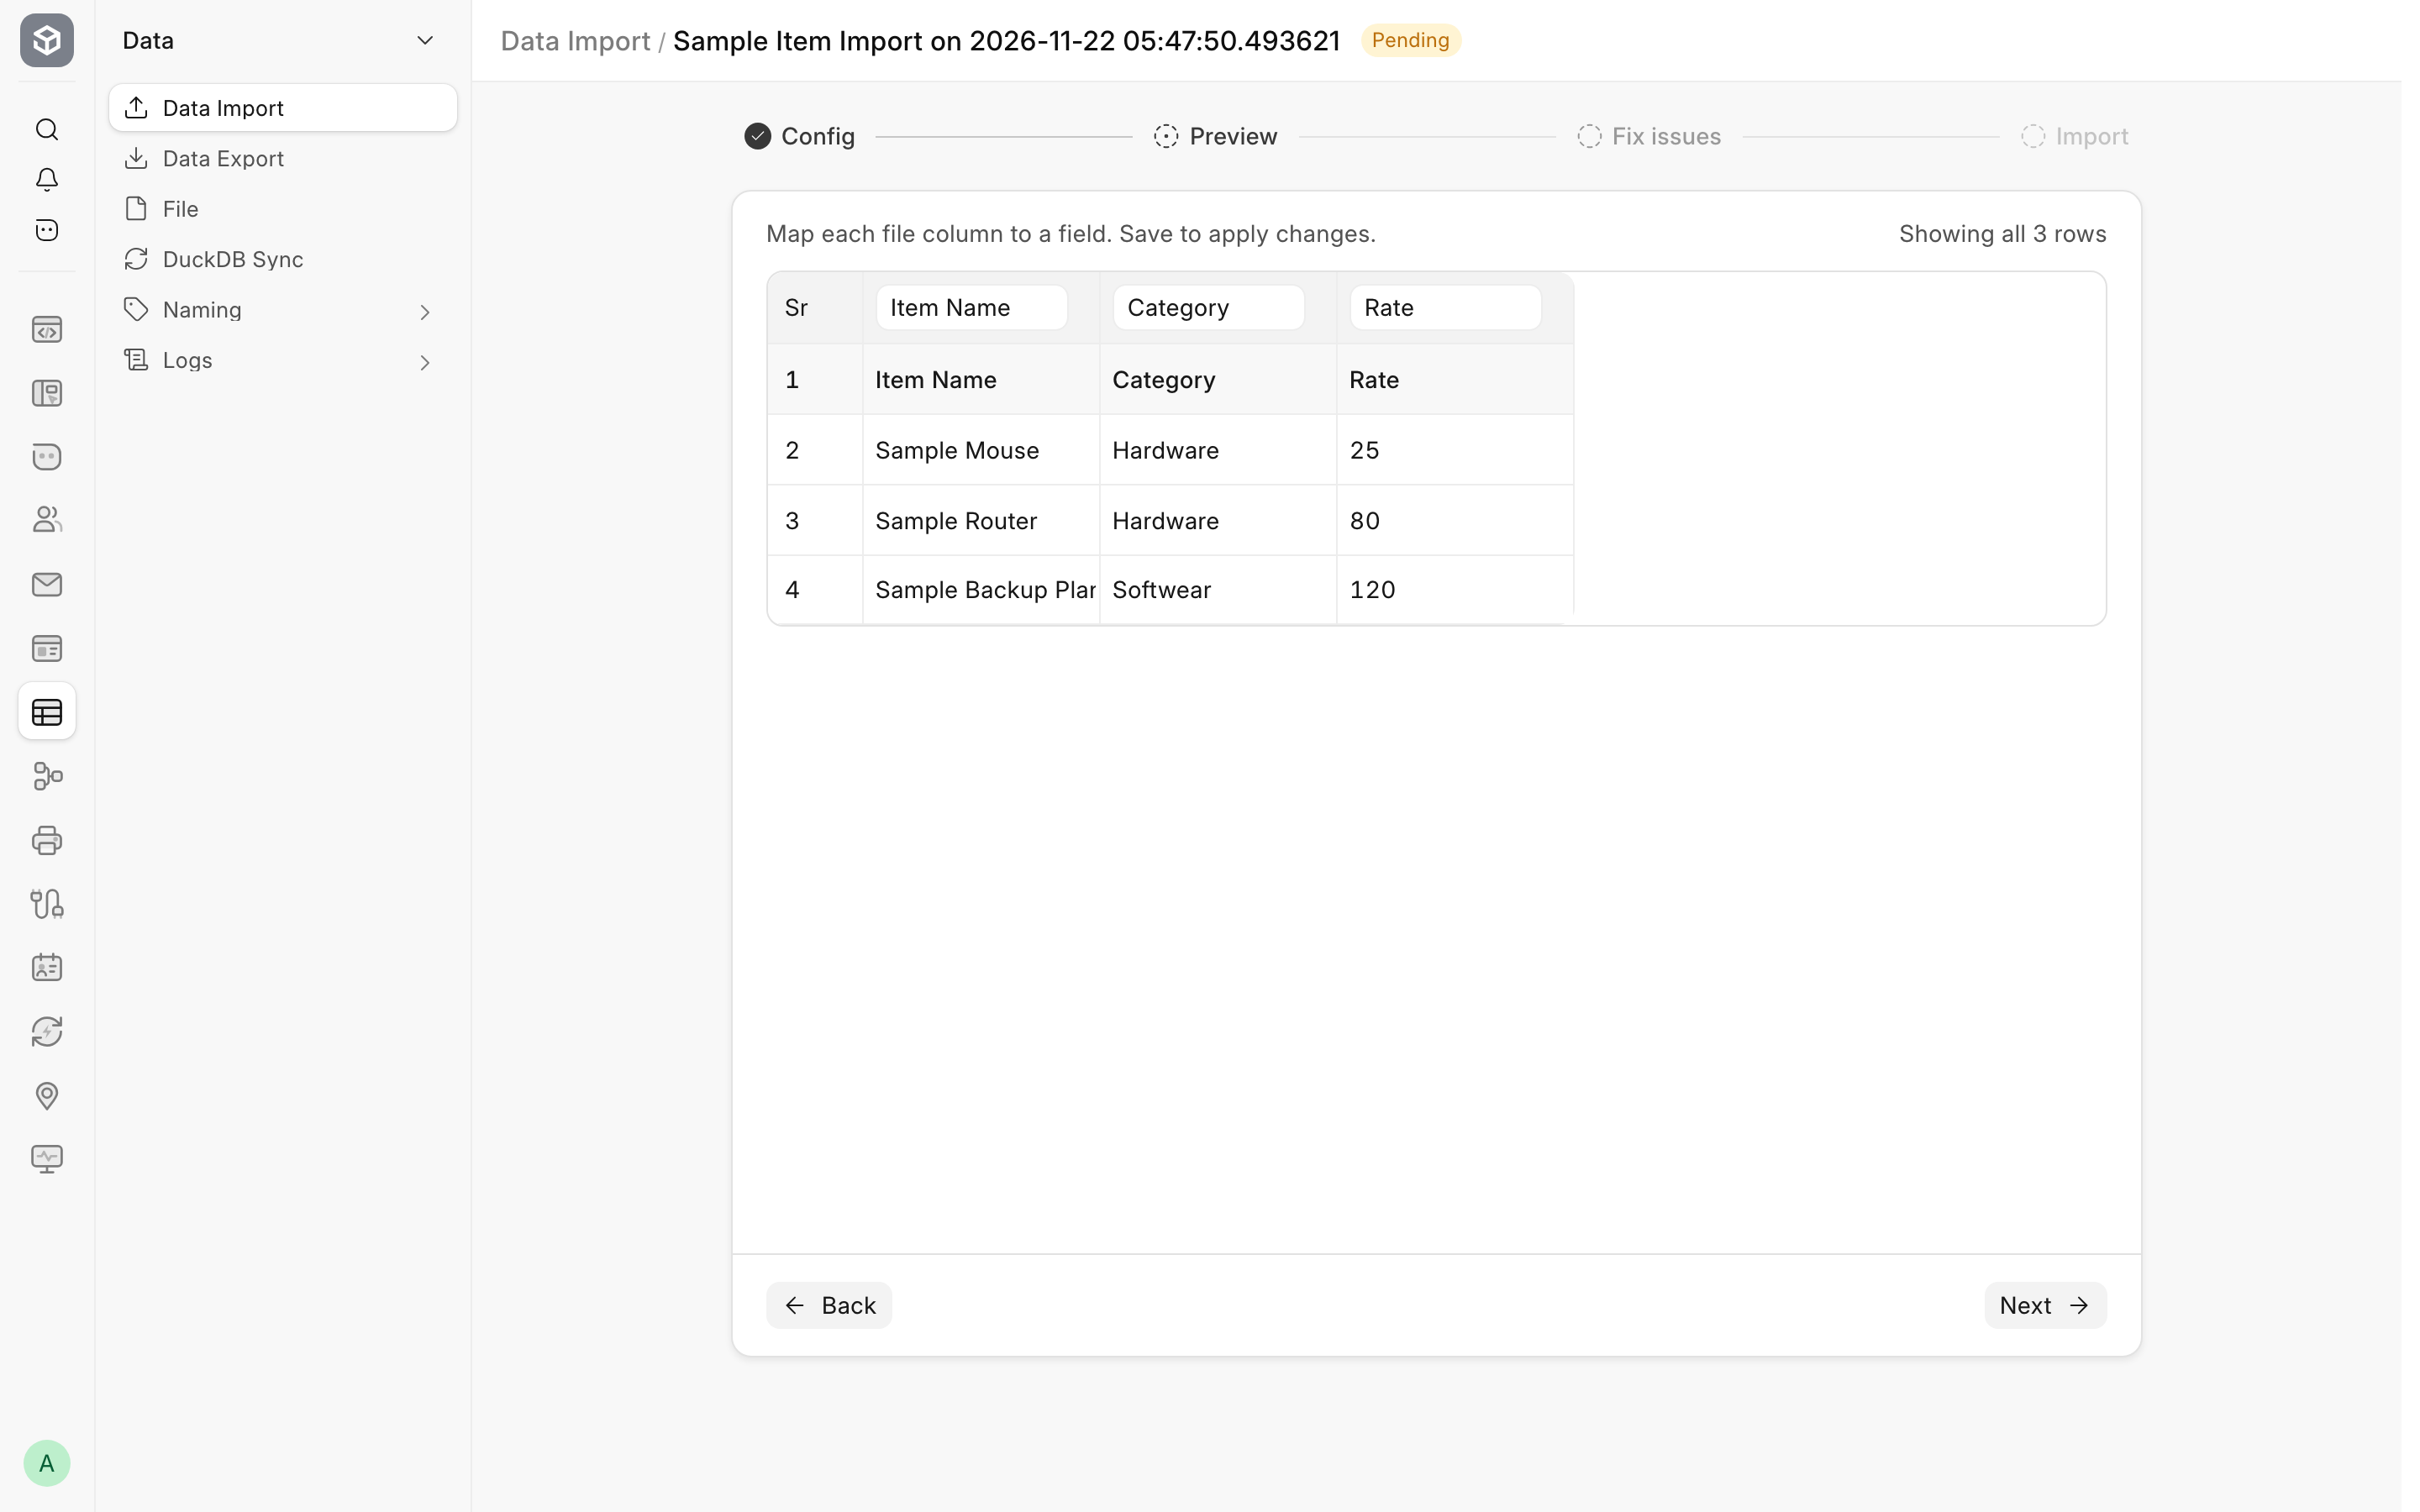 Data
Data Import
Data Export
File
DuckDB Sync
Naming
Logs
A
Data Import / Sample Item Import on 2026-11-22 05:47:50.493621 Pending
Config Preview Fix issues Import
Map each file column to a field. Save to apply changes. Showing all 3 rows
Sr Item Name Category Rate
1 Item Name Category Rate
2 Sample Mouse Hardware 25
3 Sample Router Hardware 80
4 Sample Backup Plan Softwear 120
Back Next